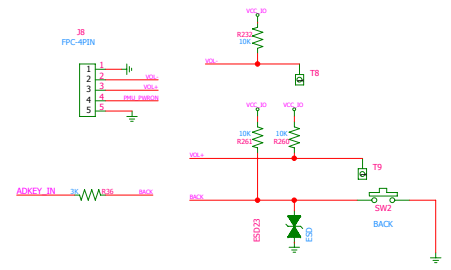 VCC_IO
J8
FPC-4PIN
R232
10K
VOL-
T8
1 1
2 2 VOL-
3 3 VOL+
4 4 PMU_PWRON
5 5
VCC_IO VCC_IO
10K 10K
R261 R260
VOL+
T9
ADKEY_IN 3K R36 BACK
BACK
SW2
BACK
ESD23
ESD